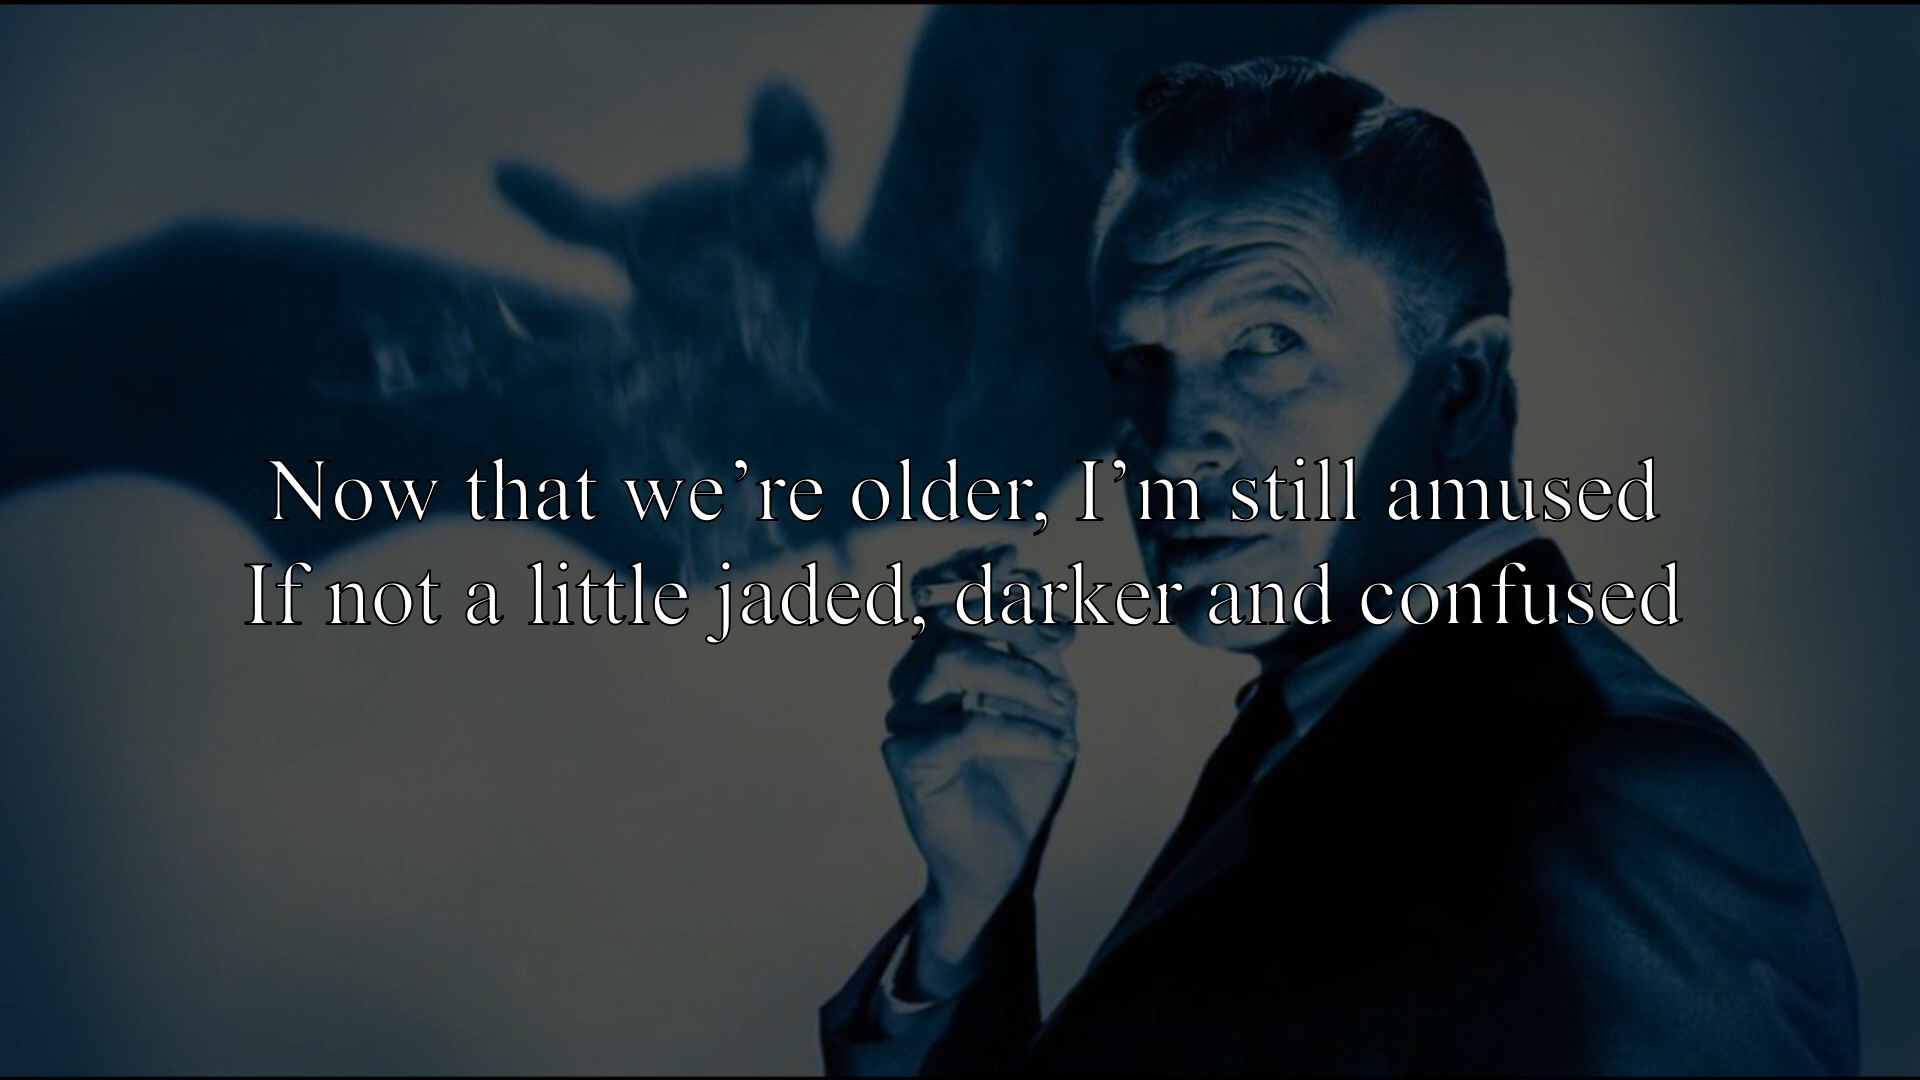 Now that we’re older, I’m still amused
If not a little jaded, darker and confused